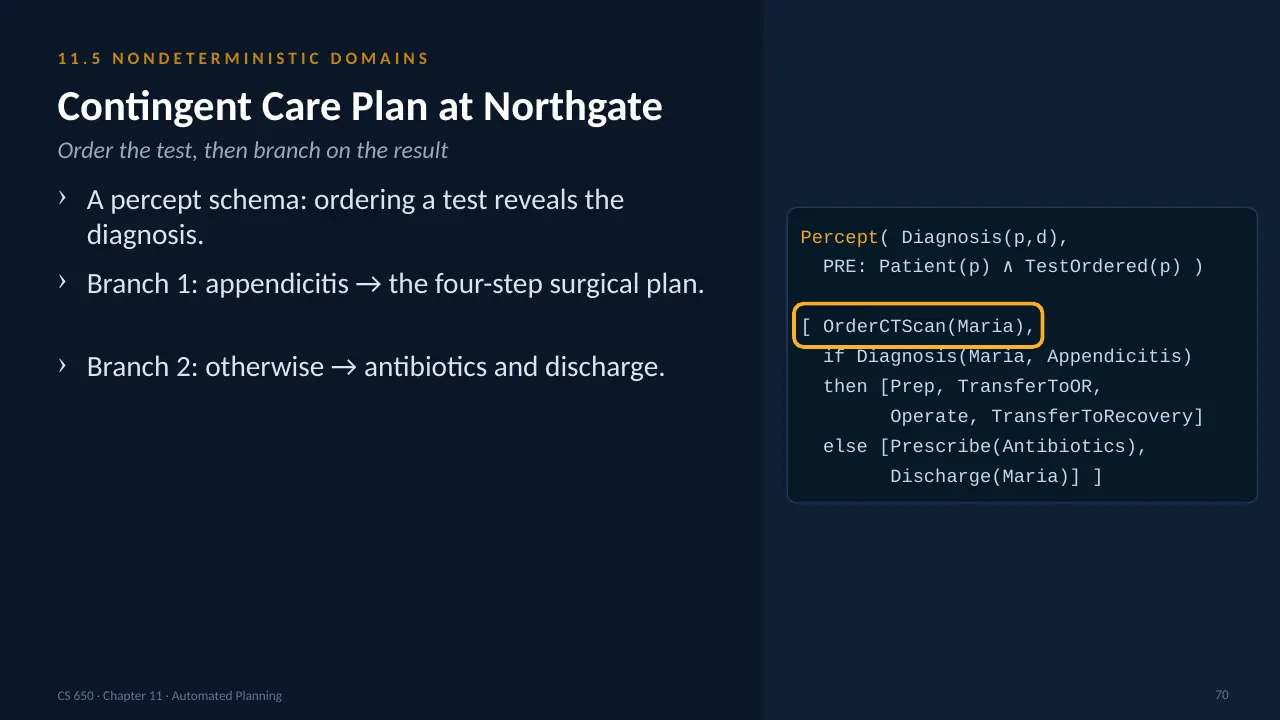 11.5 NONDETERMINISTIC DOMAINS
Contingent Care Plan at Northgate
Order the test, then branch on the result
› A percept schema: ordering a test reveals the
diagnosis.
› Branch 1: appendicitis → the four-step surgical plan.
› Branch 2: otherwise → antibiotics and discharge.
Percept( Diagnosis(p,d),
  PRE: Patient(p) ∧ TestOrdered(p) )
[ OrderCTScan(Maria),
  if Diagnosis(Maria, Appendicitis)
  then [Prep, TransferToOR,
        Operate, TransferToRecovery]
  else [Prescribe(Antibiotics),
        Discharge(Maria)] ]
CS 650 · Chapter 11 · Automated Planning
70